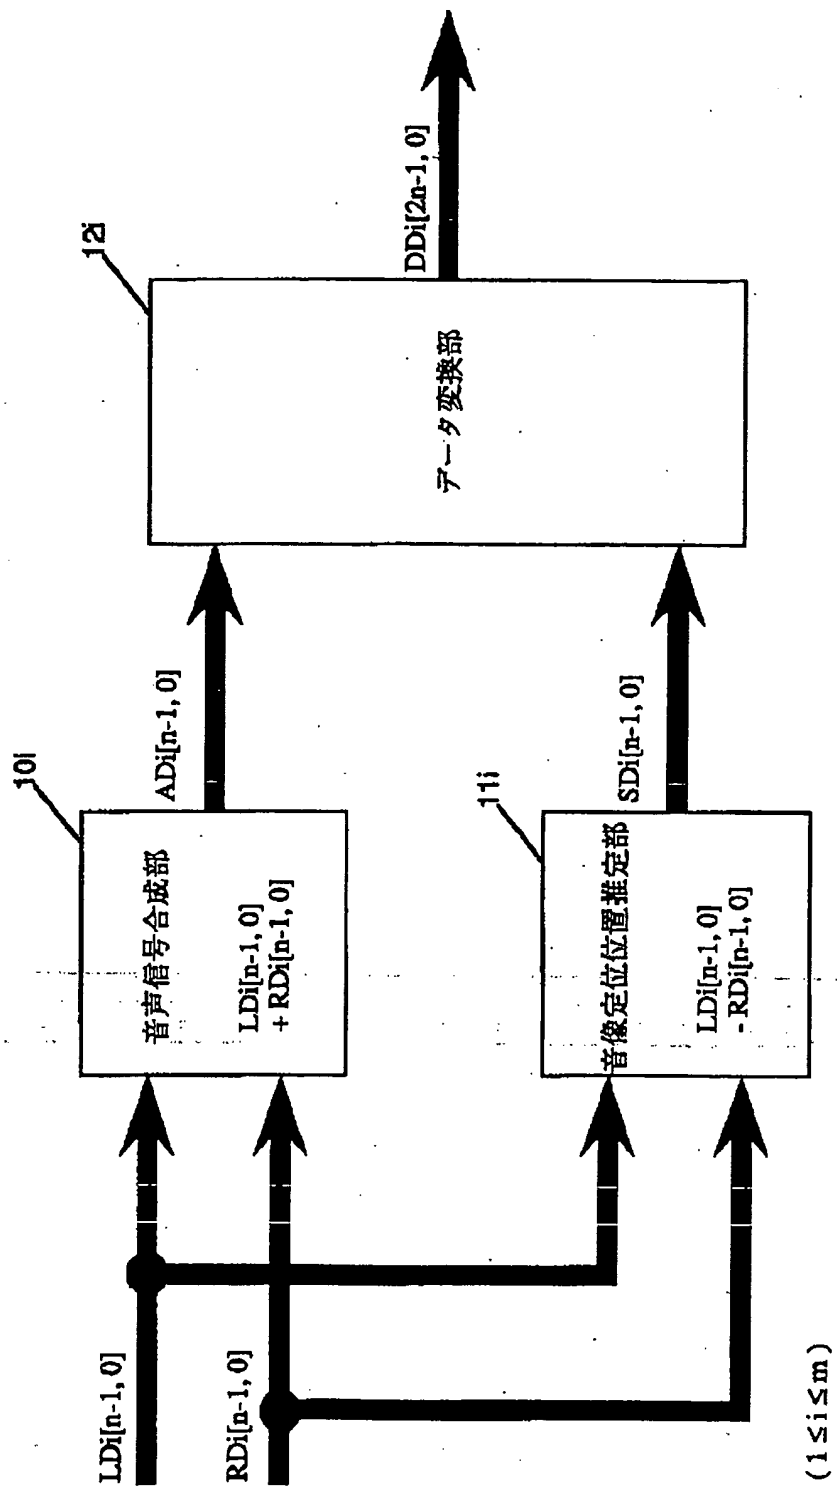 LDi[n-1, 0]
RDi[n-1, 0]
10i
音声信号合成部
LDi[n-1, 0]
+ RDi[n-1, 0]
ADi[n-1, 0]
11i
音像定位位置推定部
LDi[n-1, 0]
- RDi[n-1, 0]
SDi[n-1, 0]
12i
データ変換部
DDi[2n-1, 0]
(1≤i≤m)